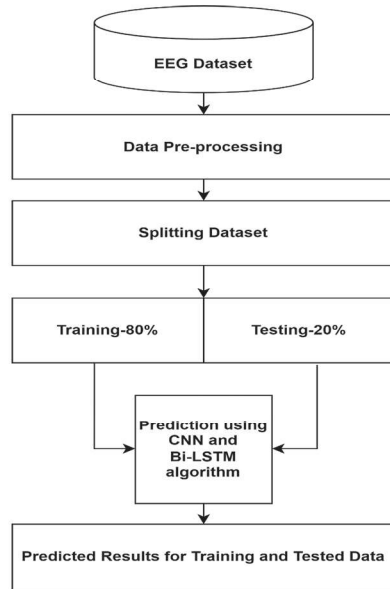 EEG Dataset
Data Pre-processing
Splitting Dataset
Training-80%
Testing-20%
Prediction using
CNN and
Bi-LSTM
algorithm
Predicted Results for Training and Tested Data